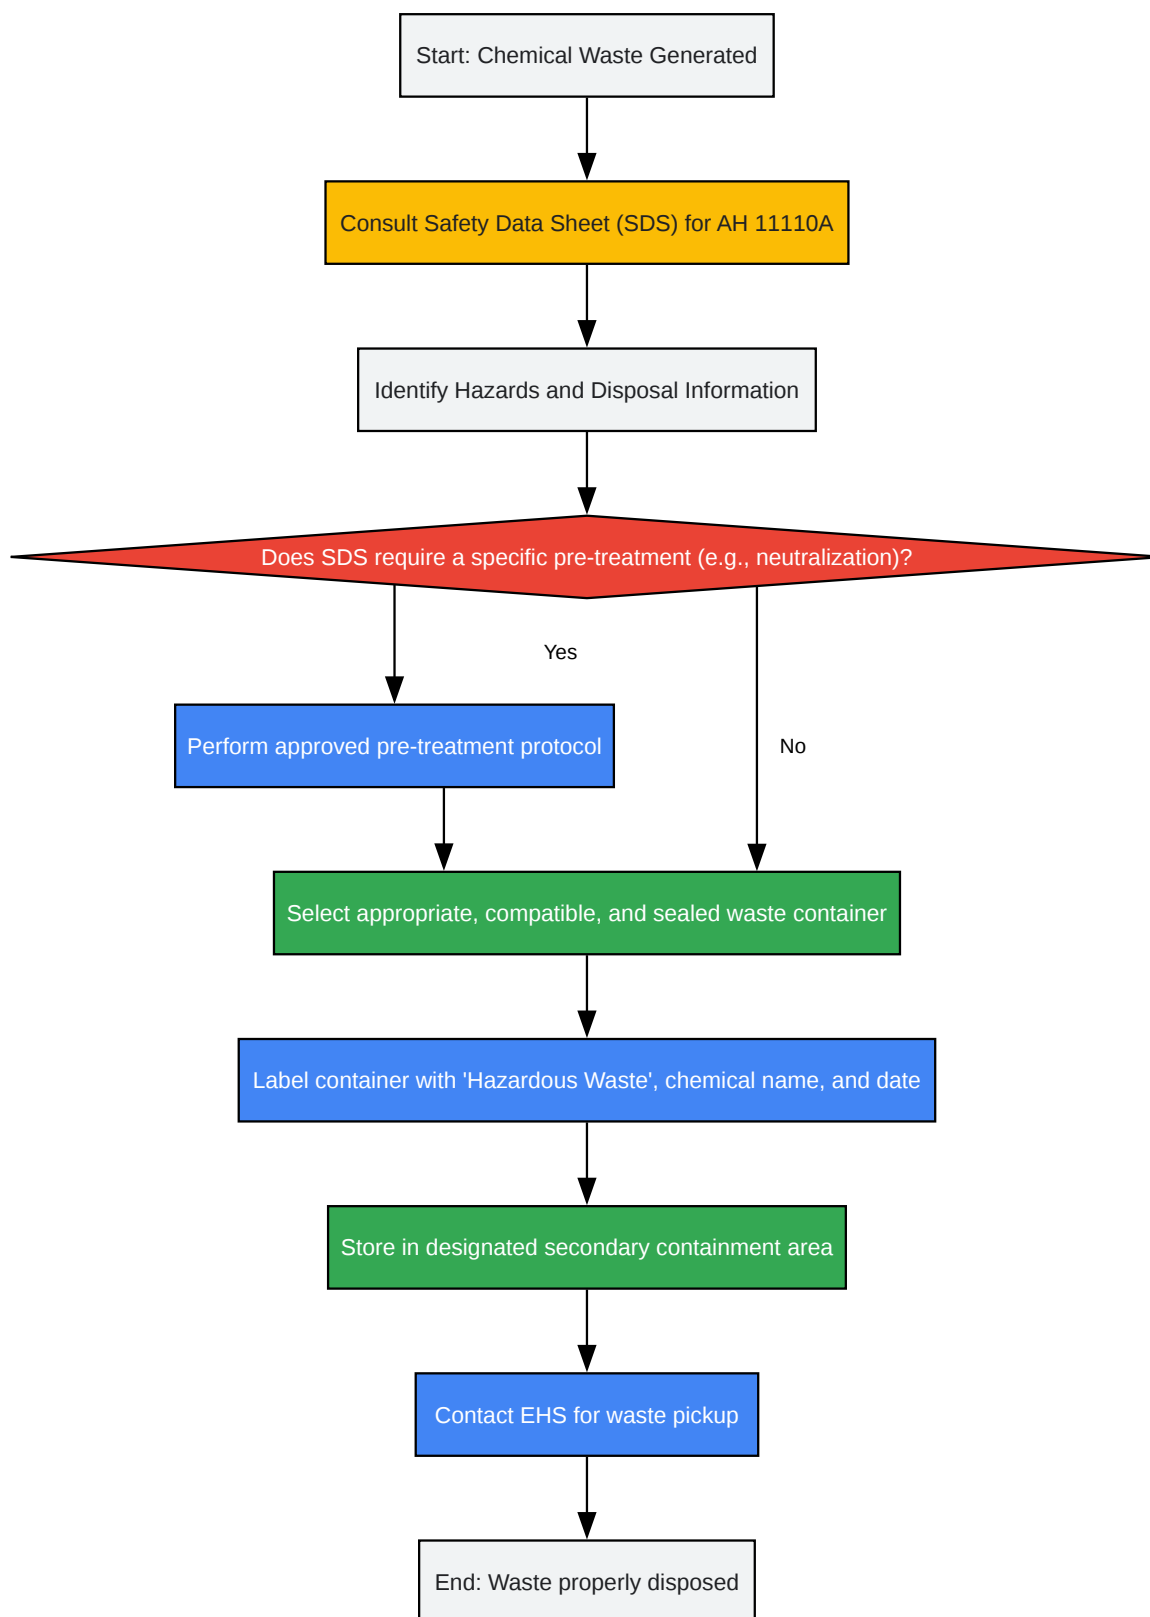 Start: Chemical Waste Generated
Consult Safety Data Sheet (SDS) for AH 11110A
Identify Hazards and Disposal Information
Does SDS require a specific pre-treatment (e.g., neutralization)?
Yes
Perform approved pre-treatment protocol
No
Select appropriate, compatible, and sealed waste container
Label container with 'Hazardous Waste', chemical name, and date
Store in designated secondary containment area
Contact EHS for waste pickup
End: Waste properly disposed